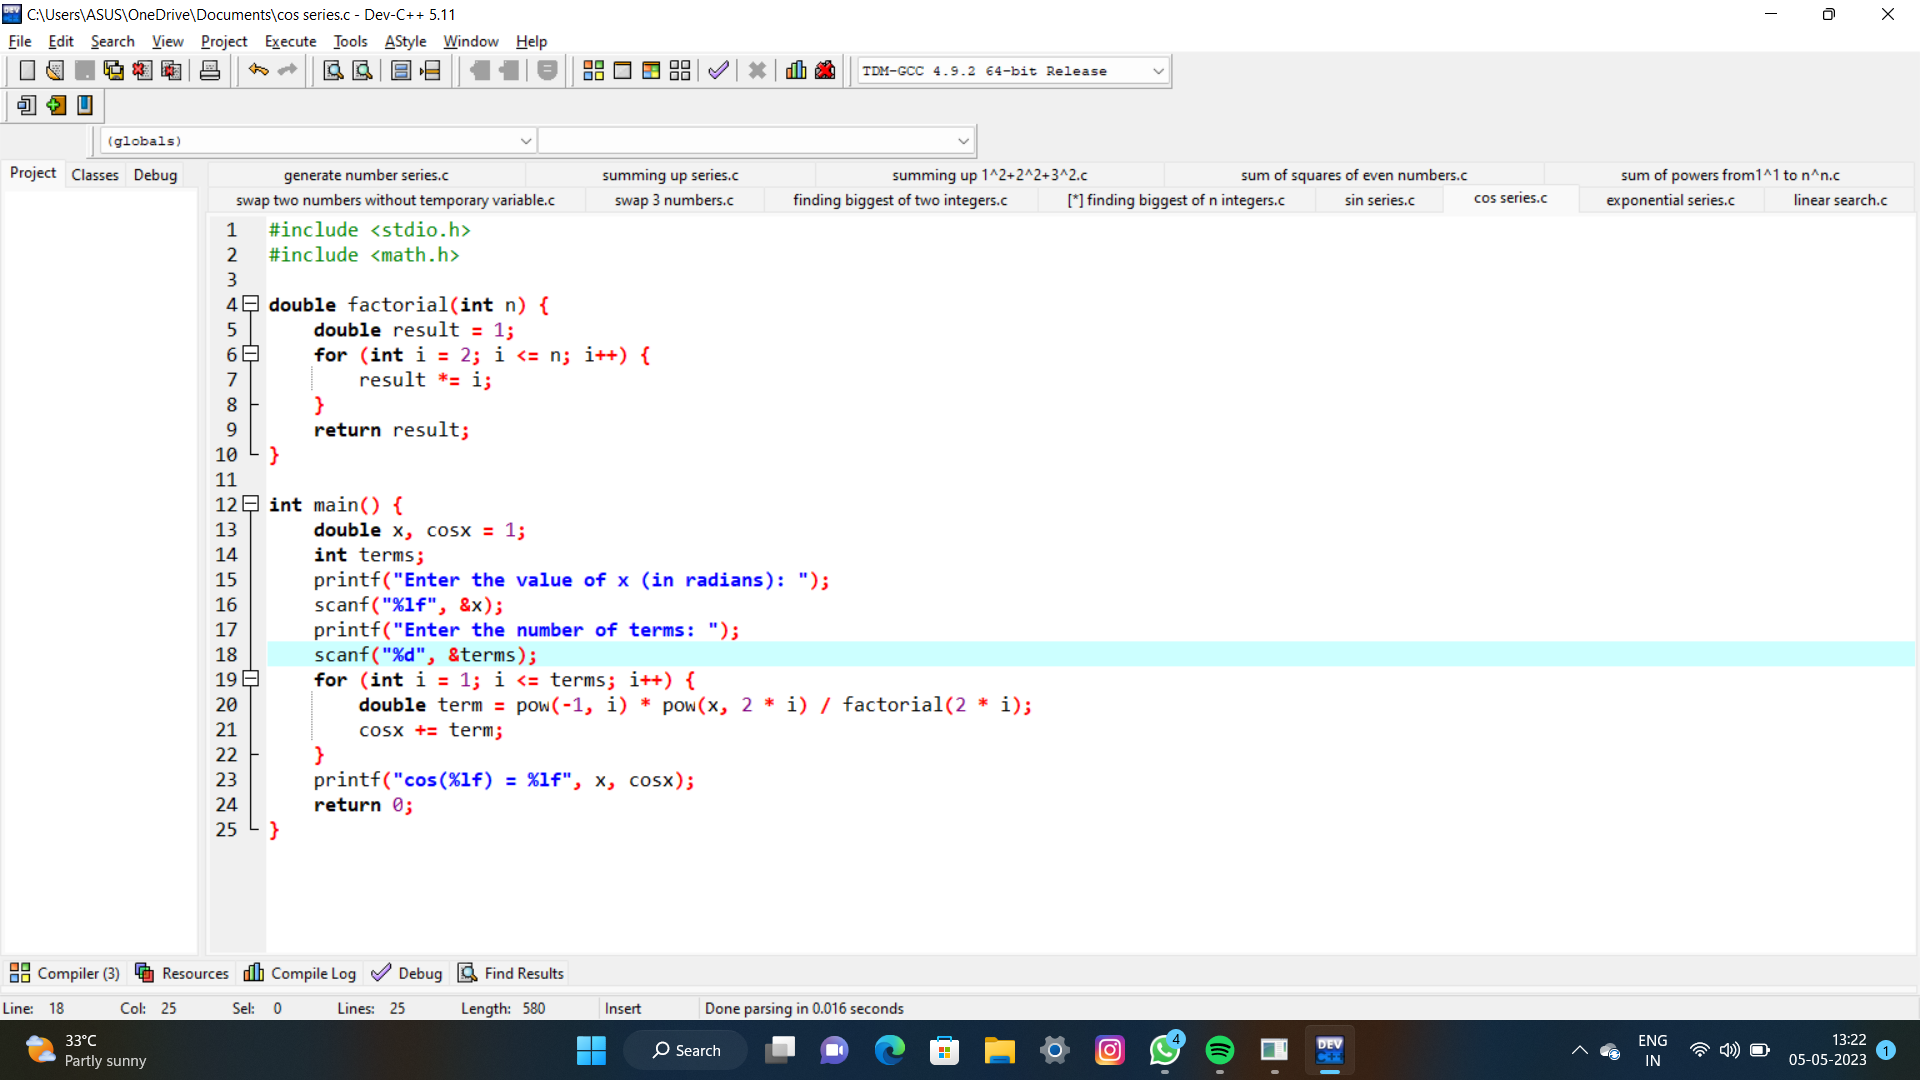 C:\Users\ASUS\OneDrive\Documents\cos series.c - Dev-C++ 5.11
File Edit Search View Project Execute Tools AStyle Window Help
TDM-GCC 4.9.2 64-bit Release
(globals)
Project Classes Debug
generate number series.c summing up series.c summing up 1^2+2^2+3^2.c sum of squares of even numbers.c sum of powers from1^1 to n^n.c
swap two numbers without temporary variable.c swap 3 numbers.c finding biggest of two integers.c [*] finding biggest of n integers.c sin series.c cos series.c exponential series.c linear search.c
1 #include <stdio.h>
2 #include <math.h>
3
4 double factorial(int n) {
5 double result = 1;
6 for (int i = 2; i <= n; i++) {
7 result *= i;
8 }
9 return result;
10 }
11
12 int main() {
13 double x, cosx = 1;
14 int terms;
15 printf("Enter the value of x (in radians): ");
16 scanf("%lf", &x);
17 printf("Enter the number of terms: ");
18 scanf("%d", &terms);
19 for (int i = 1; i <= terms; i++) {
20 double term = pow(-1, i) * pow(x, 2 * i) / factorial(2 * i);
21 cosx += term;
22 }
23 printf("cos(%lf) = %lf", x, cosx);
24 return 0;
25 }
Compiler (3) Resources Compile Log Debug Find Results
Line: 18 Col: 25 Sel: 0 Lines: 25 Length: 580 Insert Done parsing in 0.016 seconds
33°C
Partly sunny
Search
4
DEV
C++
ENG
IN
13:22
05-05-2023
1